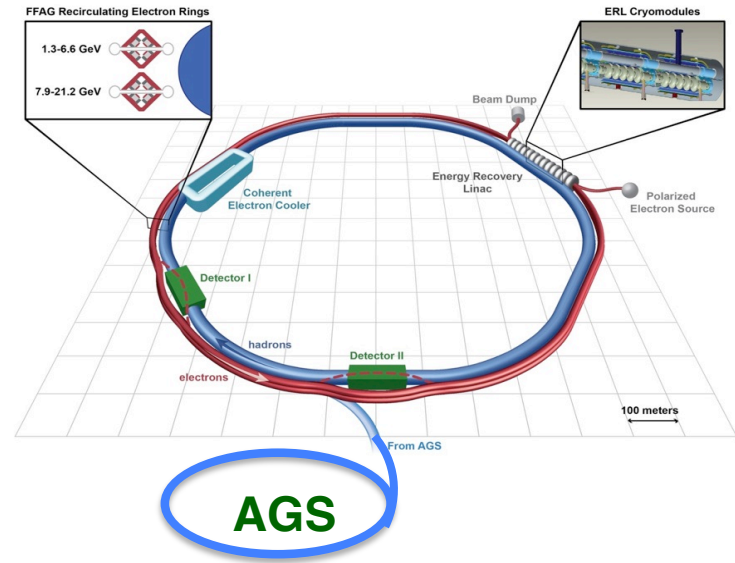 FFAG Recirculating Electron Rings
1.3-6.6 GeV
7.9-21.2 GeV
ERL Cryomodules
Beam Dump
Energy Recovery
Linac
Polarized
Electron Source
Coherent
Electron Cooler
Detector I
hadrons
Detector II
electrons
100 meters
From AGS
AGS